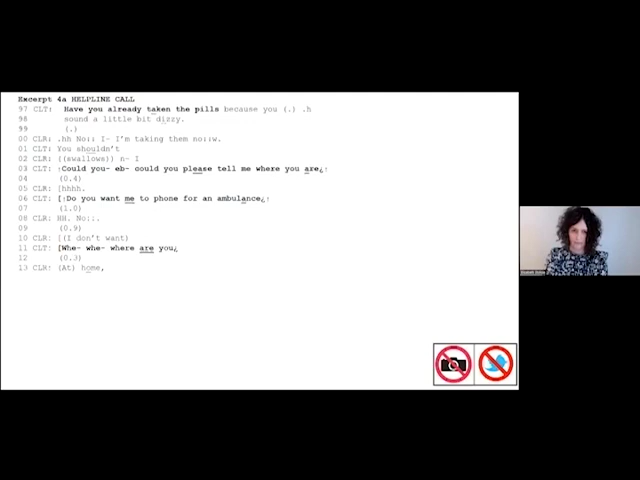 Excerpt 4a HELPLINE CALL
97 CLT: Have you already taken the pills because you (.) .h
98 sound a little bit dizzy.
99 (.)
00 CLR: .hh No:: I- I'm taking them no::w.
01 CLT: You shouldn't
02 CLR: [((swallows)) n- I
03 CLT: ↑Could you- eb- could you please tell me where you are¿↑
04 (0.4)
05 CLR: [hhhh.
06 CLT: [↑Do you want me to phone for an ambulance¿↑
07 (1.0)
08 CLR: HH. No::.
09 (0.9)
10 CLR: [(I don't want)
11 CLT: [Whe- whe- where are you¿
12 (0.3)
13 CLR: (At) home,